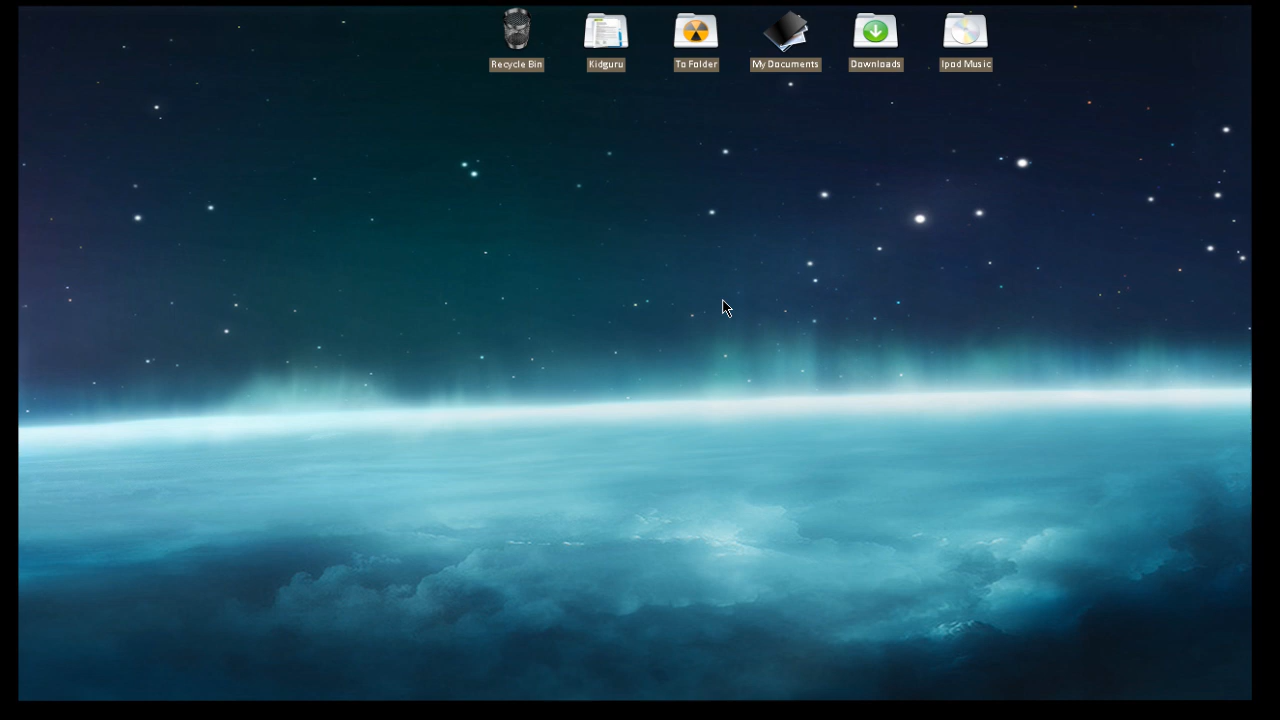 Recycle Bin
Kidguru
To Folder
My Documents
Downloads
Ipod Music